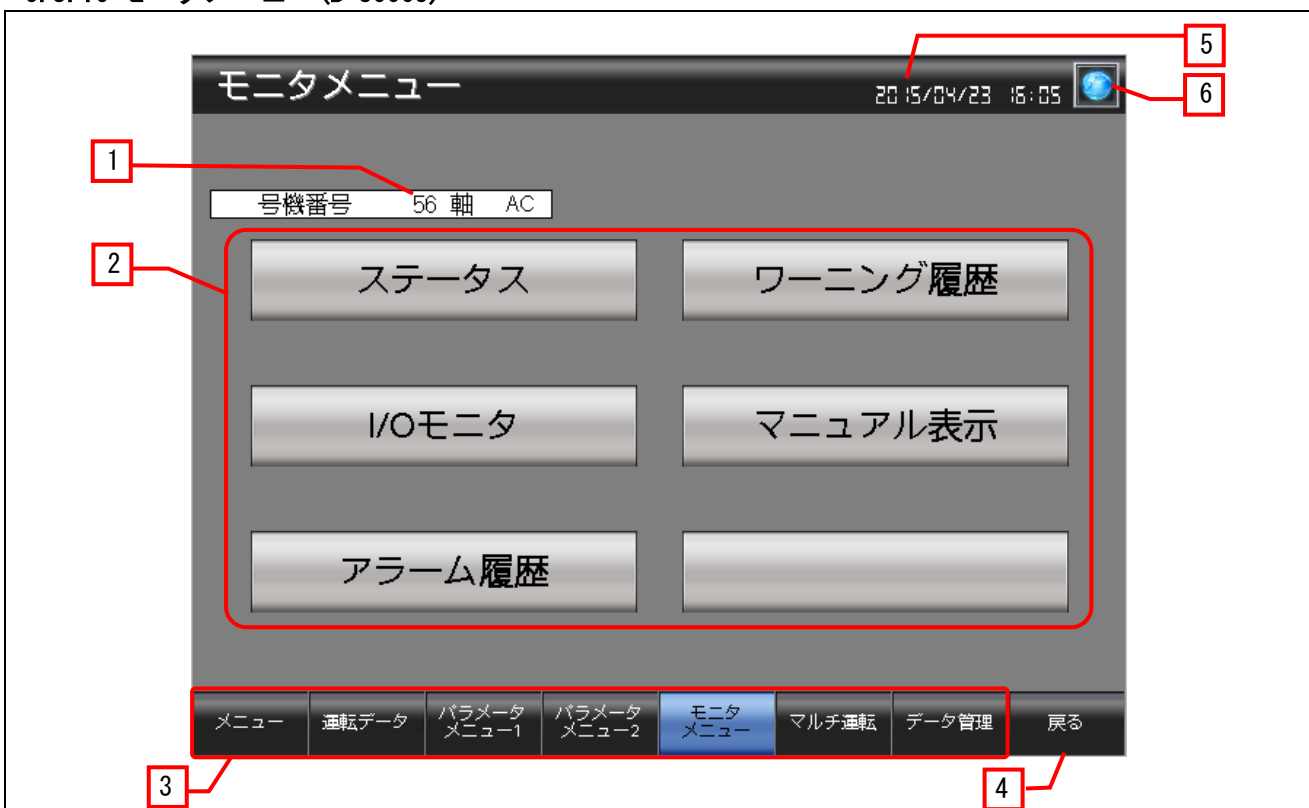 5
モニタメニュー
2015/04/23 16:05
6
1
号機番号 56 軸 AC
2
ステータス
ワーニング履歴
I/Oモニタ
マニュアル表示
アラーム履歴
メニュー
運転データ
パラメータ
メニュー1
パラメータ
メニュー2
モニタ
メニュー
マルチ運転
データ管理
戻る
3
4